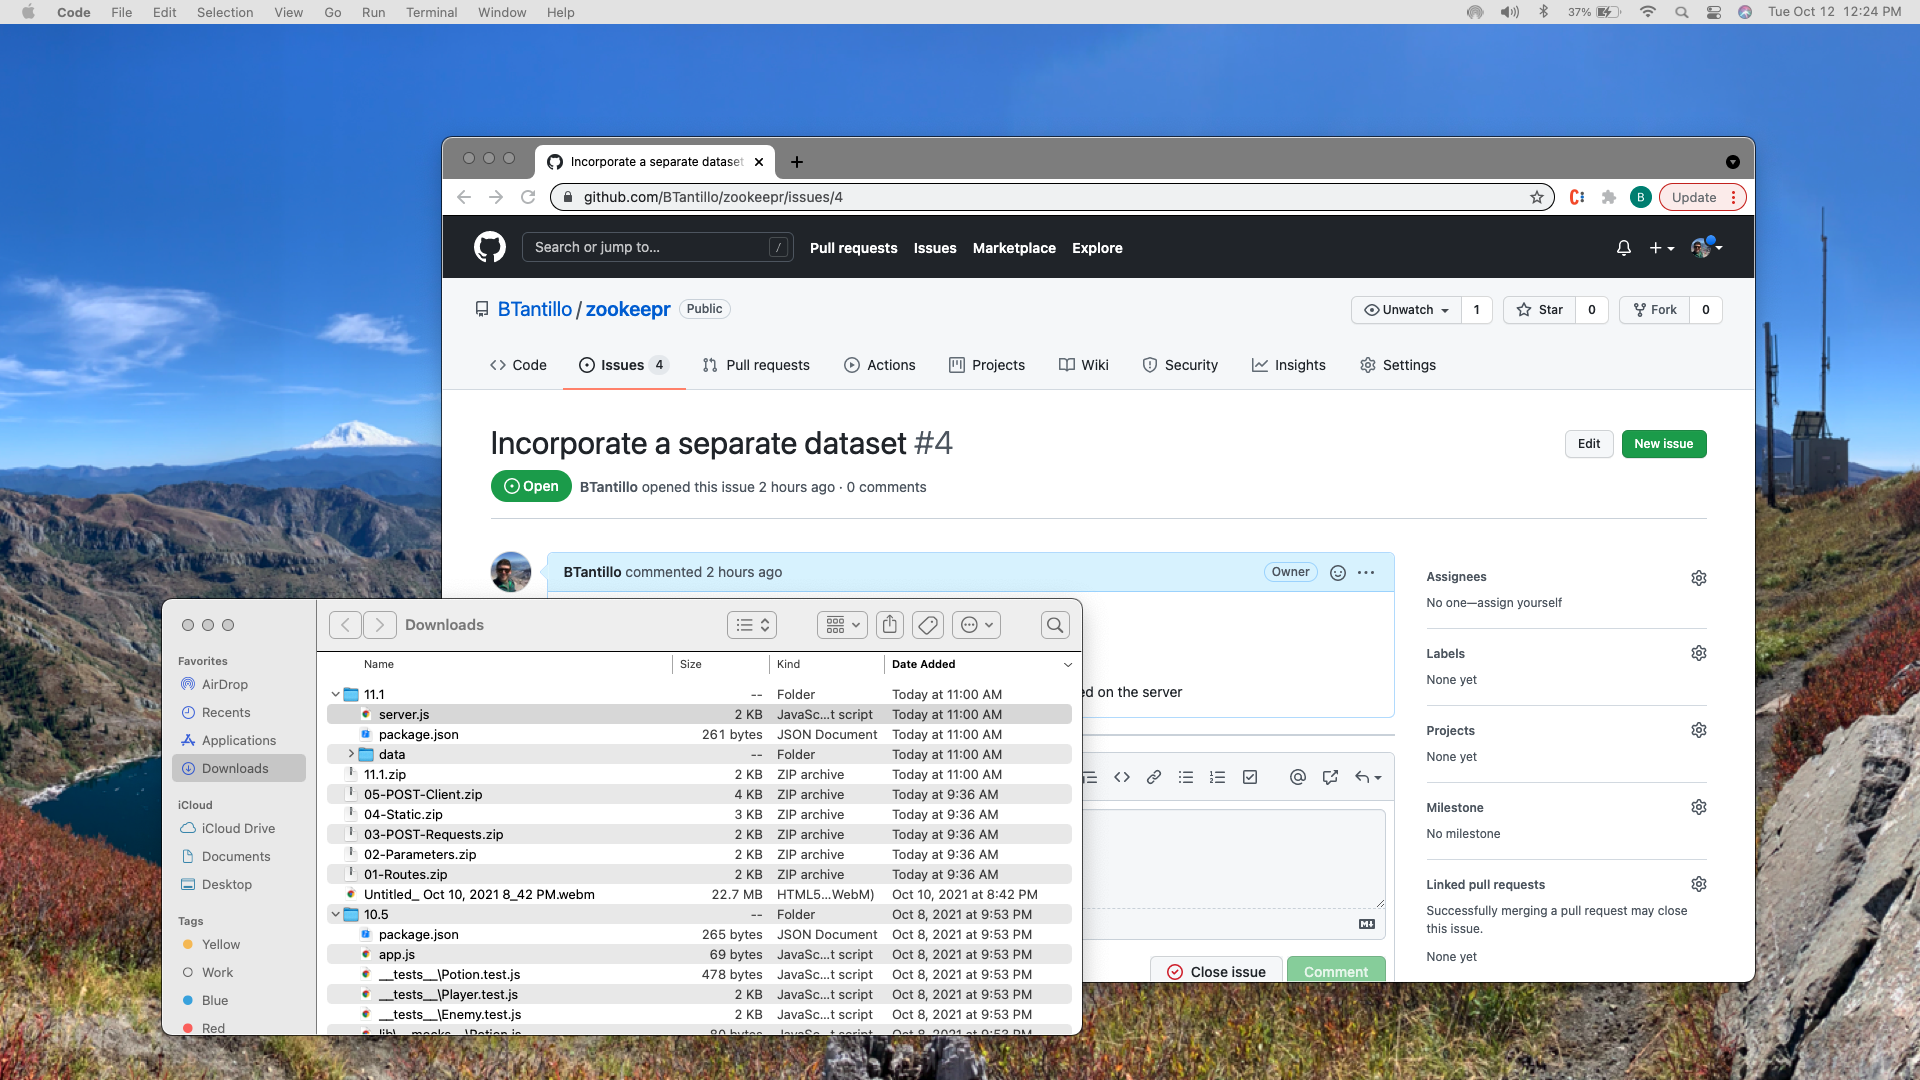 Code File Edit Selection View Go Run Terminal Window Help 37% Tue Oct 12 12:24 PM
Incorporate a separate dataset
github.com/BTantillo/zookeepr/issues/4 B Update
Search or jump to... / Pull requests Issues Marketplace Explore
BTantillo / zookeepr Public Unwatch 1 Star 0 Fork 0
Code Issues 4 Pull requests Actions Projects Wiki Security Insights Settings
Incorporate a separate dataset #4 Edit New issue
Open BTantillo opened this issue 2 hours ago · 0 comments
BTantillo commented 2 hours ago Owner
ed on the server
Close issue Comment
Assignees
No one—assign yourself
Labels
None yet
Projects
None yet
Milestone
No milestone
Linked pull requests
Successfully merging a pull request may close
this issue.
None yet
Downloads
Favorites
AirDrop
Recents
Applications
Downloads
iCloud
iCloud Drive
Documents
Desktop
Tags
Yellow
Work
Blue
Red
Name Size Kind Date Added
11.1 -- Folder Today at 11:00 AM
server.js 2 KB JavaSc...t script Today at 11:00 AM
package.json 261 bytes JSON Document Today at 11:00 AM
data -- Folder Today at 11:00 AM
11.1.zip 2 KB ZIP archive Today at 11:00 AM
05-POST-Client.zip 4 KB ZIP archive Today at 9:36 AM
04-Static.zip 3 KB ZIP archive Today at 9:36 AM
03-POST-Requests.zip 2 KB ZIP archive Today at 9:36 AM
02-Parameters.zip 2 KB ZIP archive Today at 9:36 AM
01-Routes.zip 2 KB ZIP archive Today at 9:36 AM
Untitled_ Oct 10, 2021 8_42 PM.webm 22.7 MB HTML5...WebM) Oct 10, 2021 at 8:42 PM
10.5 -- Folder Oct 8, 2021 at 9:53 PM
package.json 265 bytes JSON Document Oct 8, 2021 at 9:53 PM
app.js 69 bytes JavaSc...t script Oct 8, 2021 at 9:53 PM
__tests__\Potion.test.js 478 bytes JavaSc...t script Oct 8, 2021 at 9:53 PM
__tests__\Player.test.js 2 KB JavaSc...t script Oct 8, 2021 at 9:53 PM
__tests__\Enemy.test.js 2 KB JavaSc...t script Oct 8, 2021 at 9:53 PM
lib\__mocks__\Potion.js 80 bytes JavaSc...t script Oct 8, 2021 at 9:53 PM